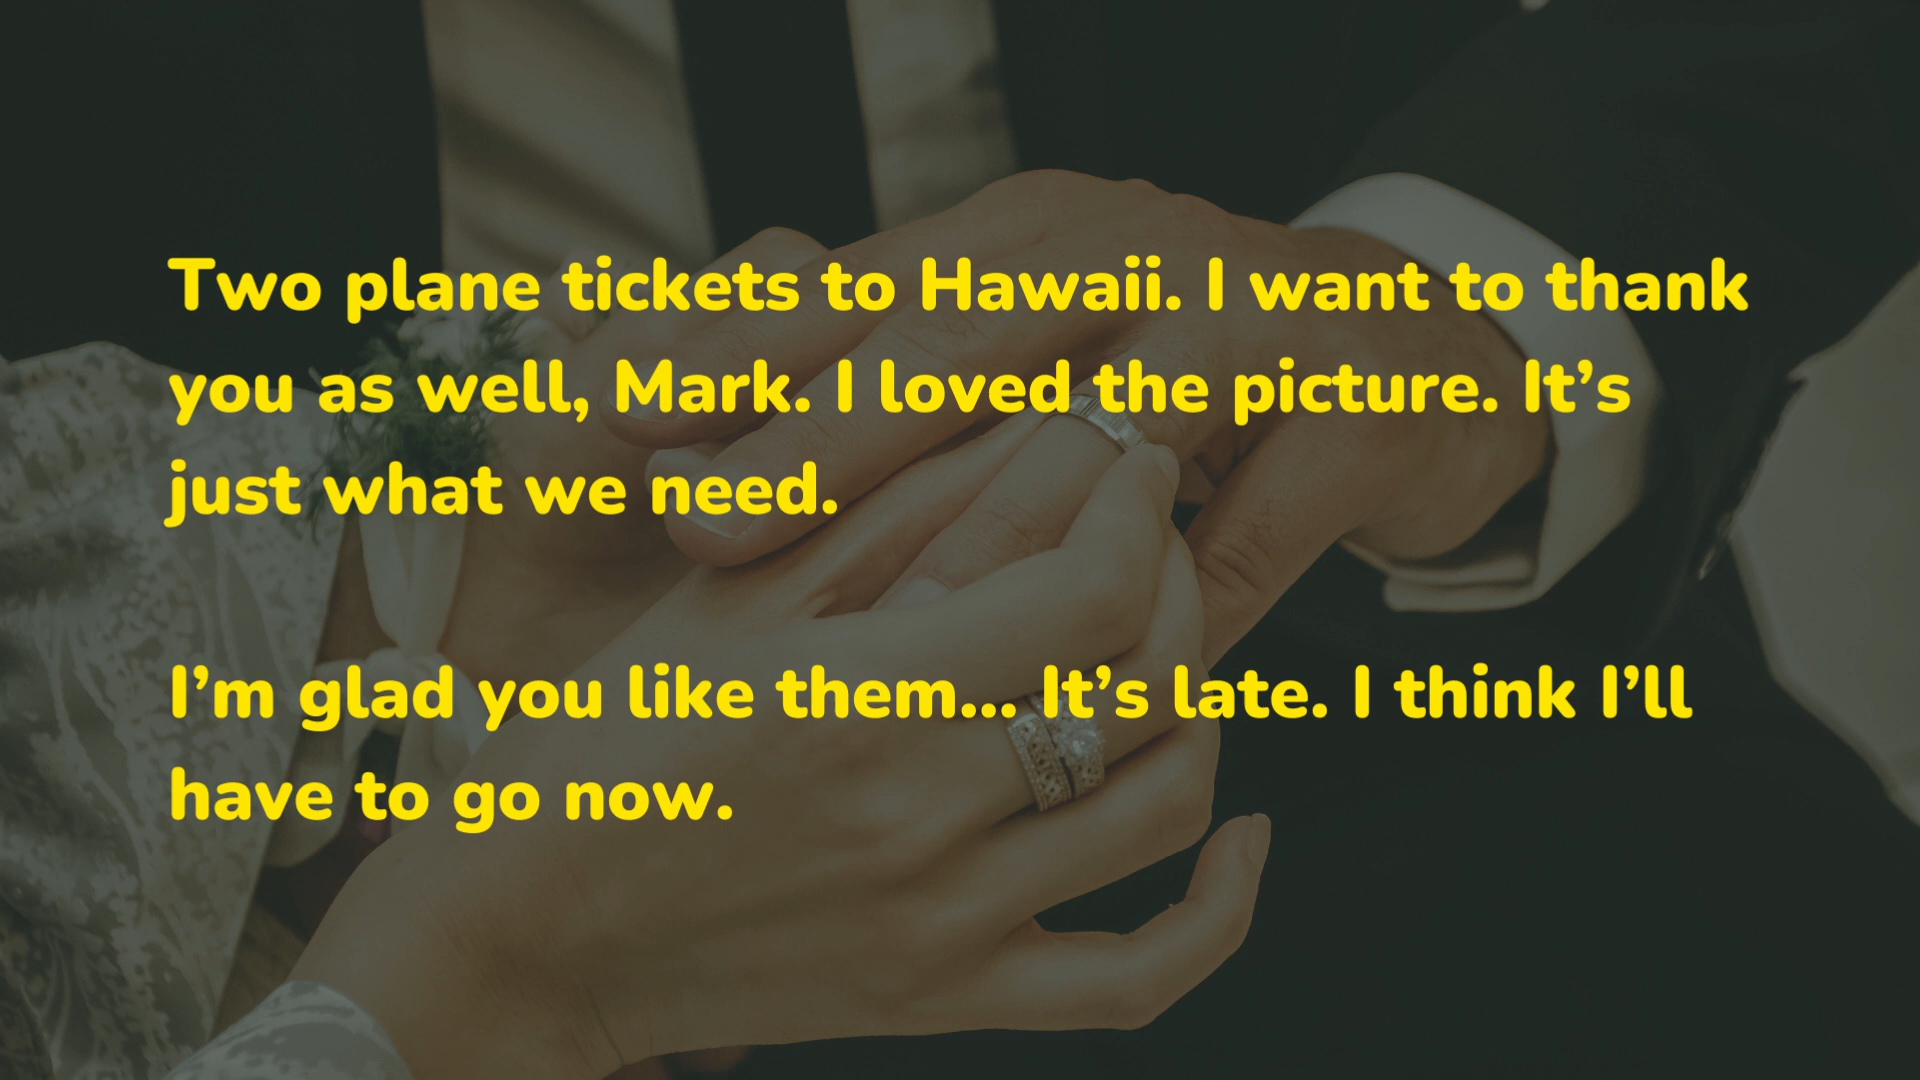 Two plane tickets to Hawaii. I want to thank
you as well, Mark. I loved the picture. It’s
just what we need.
I’m glad you like them... It’s late. I think I’ll
have to go now.